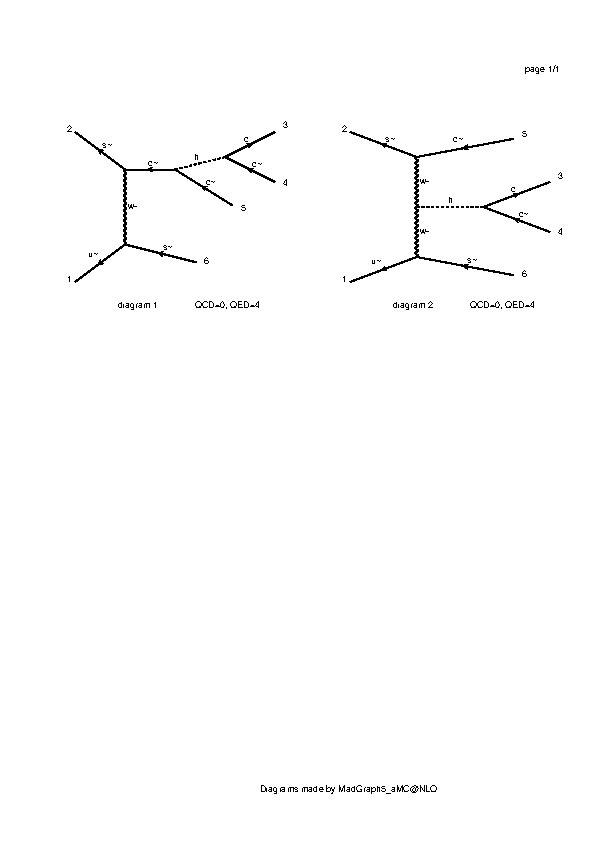 page 1/1
2
s~
c~
h
c
3
c~
4
c~
5
w-
u~
s~
6
1
diagram 1
QCD=0, QED=4
2
s~
c~
5
w-
h
c
3
c~
4
w-
u~
s~
6
1
diagram 2
QCD=0, QED=4
Diagrams made by MadGraph5_aMC@NLO